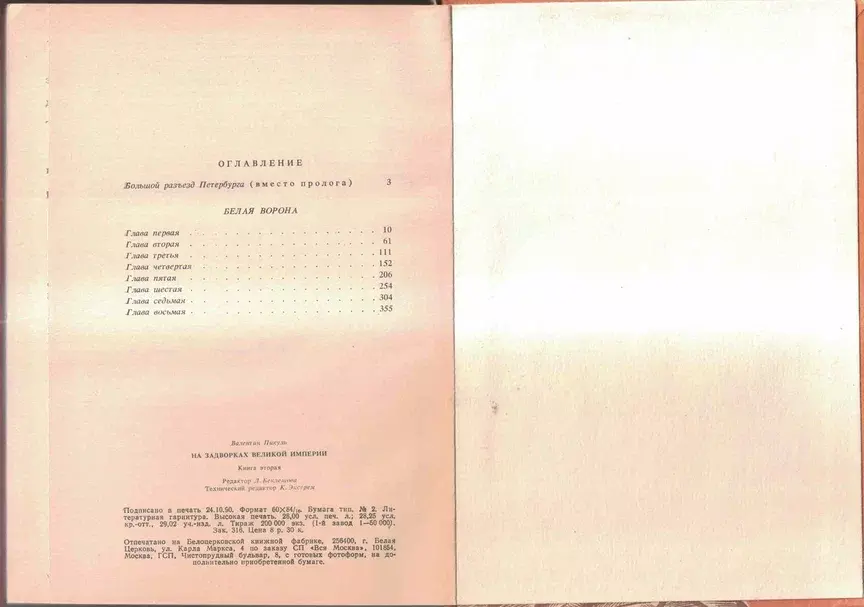 ОГЛАВЛЕНИЕ
Большой разъезд Петербурга (вместо пролога) 3
БЕЛАЯ ВОРОНА
Глава первая . . . . . . . . . . . . . . . . 10
Глава вторая . . . . . . . . . . . . . . . . 61
Глава третья . . . . . . . . . . . . . . . . 111
Глава четвертая . . . . . . . . . . . . . . . 152
Глава пятая . . . . . . . . . . . . . . . . 206
Глава шестая . . . . . . . . . . . . . . . . 254
Глава седьмая . . . . . . . . . . . . . . . . 304
Глава восьмая . . . . . . . . . . . . . . . . 355
Валентин Пикуль
НА ЗАДВОРКАХ ВЕЛИКОЙ ИМПЕРИИ
Книга вторая
Редактор Л.
Технический редактор К.
Подписано в печать 24.10.90. Формат 60×84/₁₆. Бумага тип. № 2. Ли-
тературная гарнитура. Высокая печать. 28,00 усл. печ. л.; 28,25 усл.
кр.-отт., 29,02 уч.-изд. л. Тираж 200 000 экз. (1-й завод 1—50 000).
Зак. 316. Цена 8 р. 30 к.
Отпечатано на Белоцерковской книжной фабрике, 256400, г. Белая
Церковь, ул. Карла Маркса, 4 по заказу СП «Вся Москва», 101854,
Москва, ГСП, Чистопрудный бульвар, 8, с готовых фотоформ, на до-
полнительно приобретенной бумаге.